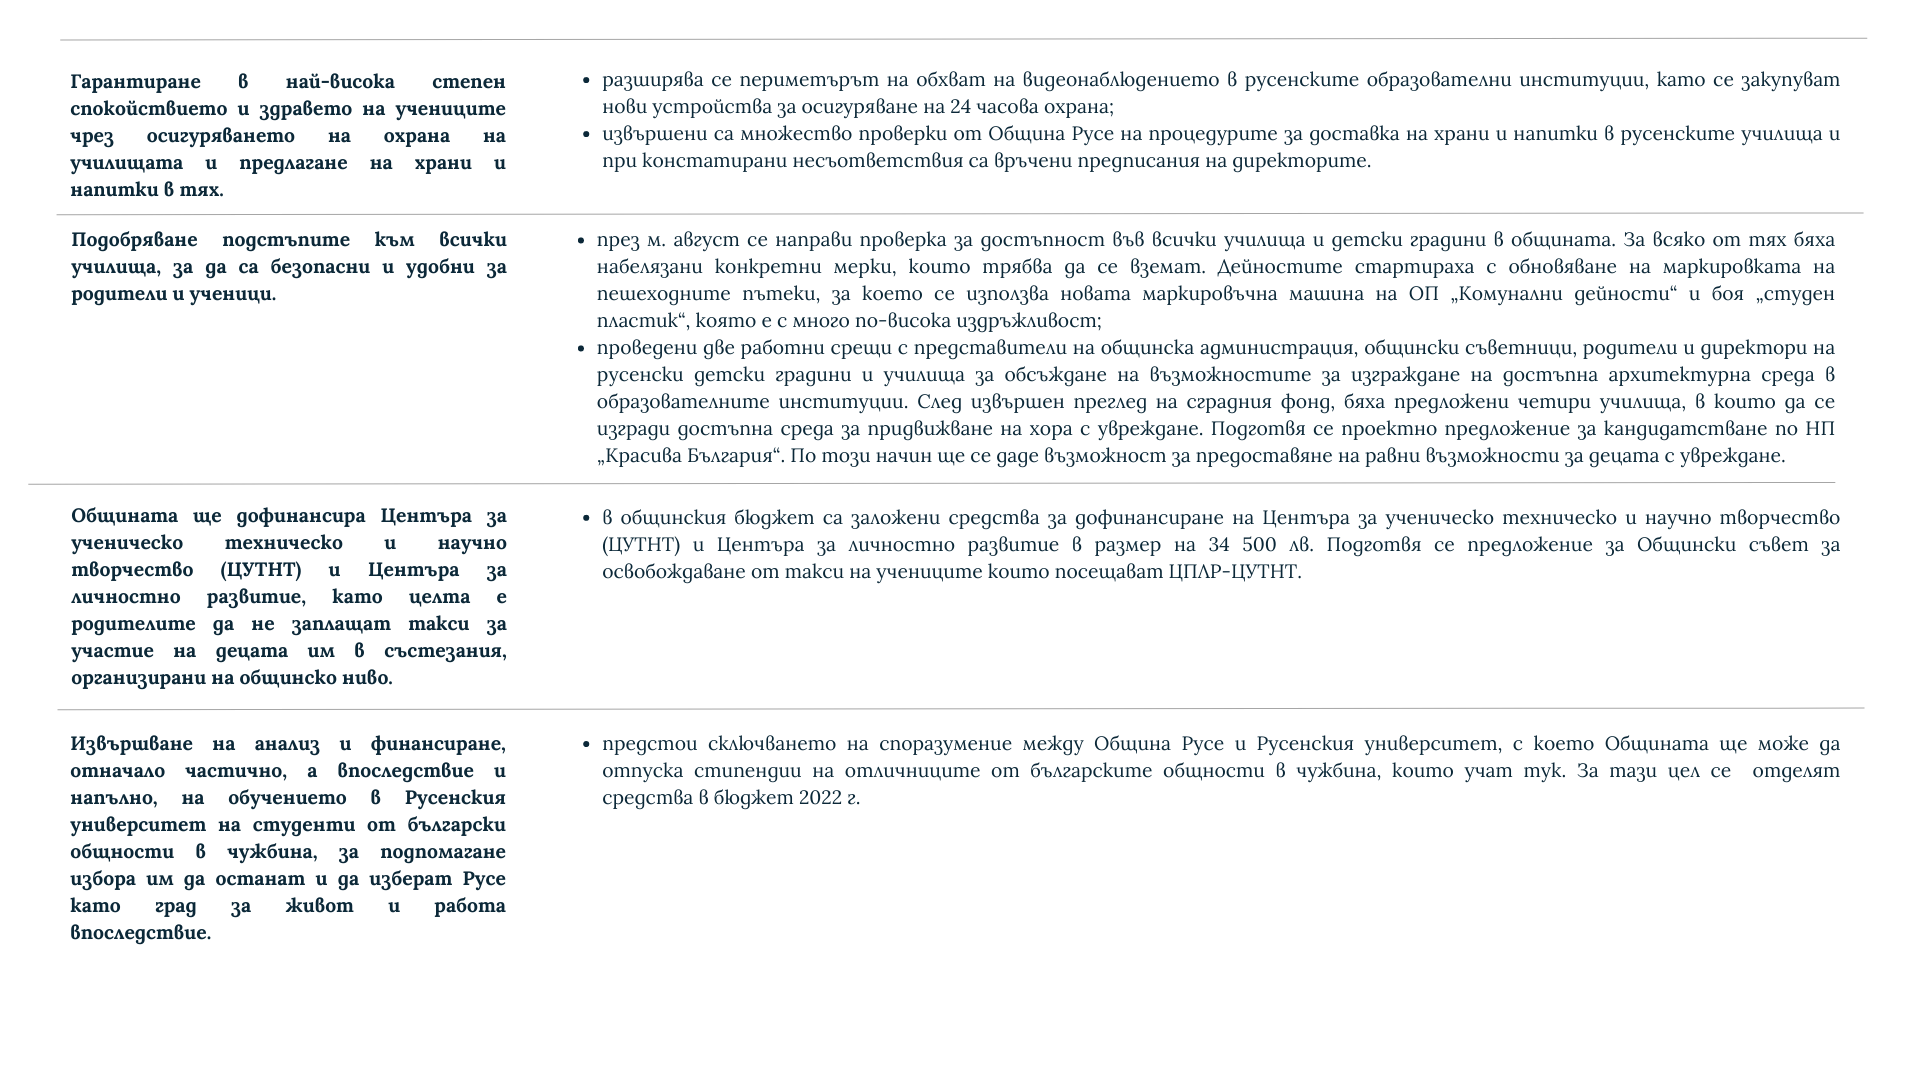 Гарантиране в най-висока степен
спокойствието и здравето на учениците
чрез осигуряването на охрана на
училищата и предлагане на храни и
напитки в тях.
разширява се периметърът на обхват на видеонаблюдението в русенските образователни институции, като се закупуват
нови устройства за осигуряване на 24 часова охрана;
извършени са множество проверки от Община Русе на процедурите за доставка на храни и напитки в русенските училища и
при констатирани несъответствия са връчени предписания на директорите.
Подобряване подстъпите към всички
училища, за да са безопасни и удобни за
родители и ученици.
през м. август се направи проверка за достъпност във всички училища и детски градини в общината. За всяко от тях бяха
набелязани конкретни мерки, които трябва да се вземат. Дейностите стартираха с обновяване на маркировката на
пешеходните пътеки, за което се използва новата маркировъчна машина на ОП „Комунални дейности“ и боя „студен
пластик“, която е с много по-висока издръжливост;
проведени две работни срещи с представители на общинска администрация, общински съветници, родители и директори на
русенски детски градини и училища за обсъждане на възможностите за изграждане на достъпна архитектурна среда в
образователните институции. След извършен преглед на сградния фонд, бяха предложени четири училища, в които да се
изгради достъпна среда за придвижване на хора с увреждане. Подготвя се проектно предложение за кандидатстване по НП
„Красива България“. По този начин ще се даде възможност за предоставяне на равни възможности за децата с увреждане.
Общината ще дофинансира Центъра за
ученическо техническо и научно
творчество (ЦУТНТ) и Центъра за
личностно развитие, като целта е
родителите да не заплащат такси за
участие на децата им в състезания,
организирани на общинско ниво.
в общинския бюджет са заложени средства за дофинансиране на Центъра за ученическо техническо и научно творчество
(ЦУТНТ) и Центъра за личностно развитие в размер на 34 500 лв. Подготвя се предложение за Общински съвет за
освобождаване от такси на учениците които посещават ЦПЛР-ЦУТНТ.
Извършване на анализ и финансиране,
отначало частично, а впоследствие и
напълно, на обучението в Русенския
университет на студенти от български
общности в чужбина, за подпомагане
избора им да останат и да изберат Русе
като град за живот и работа
впоследствие.
предстои сключването на споразумение между Община Русе и Русенския университет, с което Общината ще може да
отпуска стипендии на отличниците от българските общности в чужбина, които учат тук. За тази цел се отделят
средства в бюджет 2022 г.